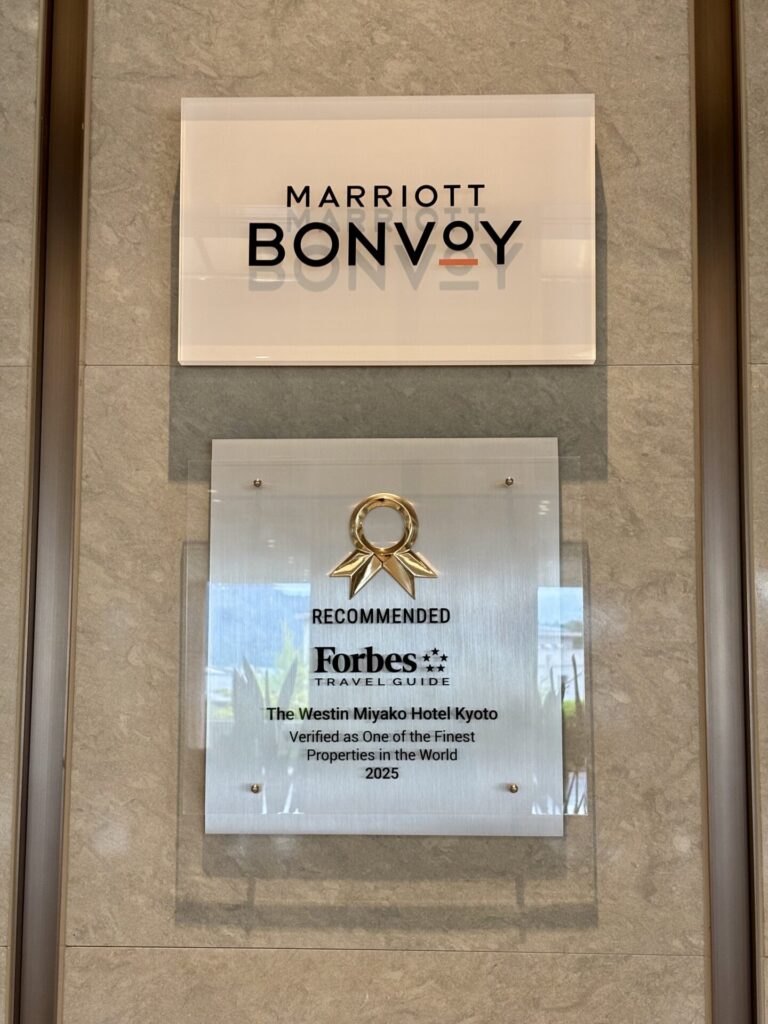 MARRIOTT
BONVOY
RECOMMENDED
Forbes
TRAVEL GUIDE
The Westin Miyako Hotel Kyoto
Verified as One of the Finest
Properties in the World
2025